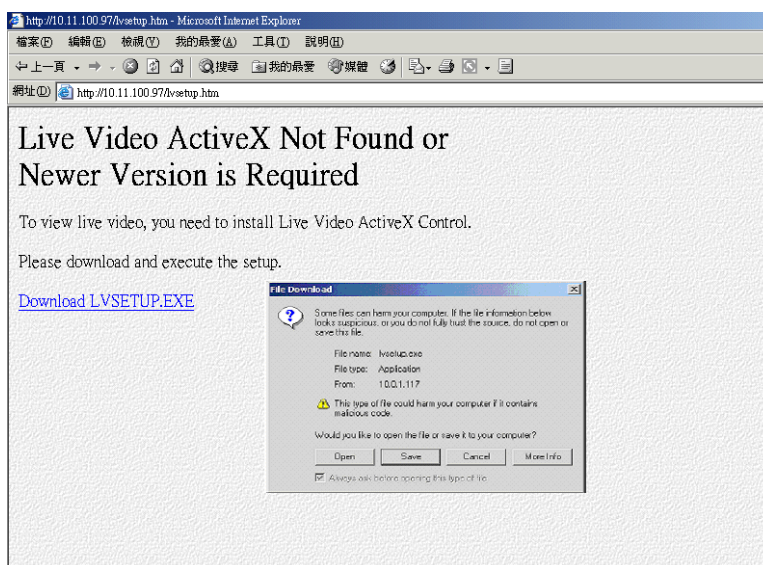 http://10.11.100.97/lvsetup.htm - Microsoft Internet Explorer
檔案(F) 編輯(E) 檢視(V) 我的最愛(A) 工具(T) 說明(H)
上一頁 搜尋 我的最愛 媒體
網址(D) http://10.11.100.97/lvsetup.htm
Live Video ActiveX Not Found or
Newer Version is Required
To view live video, you need to install Live Video ActiveX Control.
Please download and execute the setup.
Download LVSETUP.EXE
File Download
Some files can harm your computer. If the file information below
looks suspicious, or you do not fully trust the source, do not open or
save this file.
File name: lvsetup.exe
File type: Application
From: 10.0.1.117
This type of file could harm your computer if it contains
malicious code.
Would you like to open the file or save it to your computer?
Open Save Cancel More Info
Always ask before opening this type of file